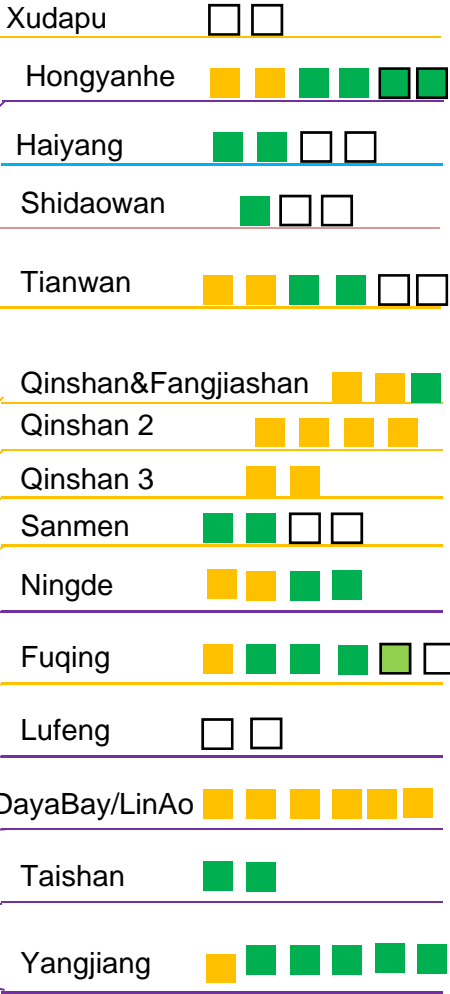 Xudapu
Hongyanhe
Haiyang
Shidaowan
Tianwan
Qinshan&Fangjiashan
Qinshan 2
Qinshan 3
Sanmen
Ningde
Fuqing
Lufeng
DayaBay/LinAo
Taishan
Yangjiang